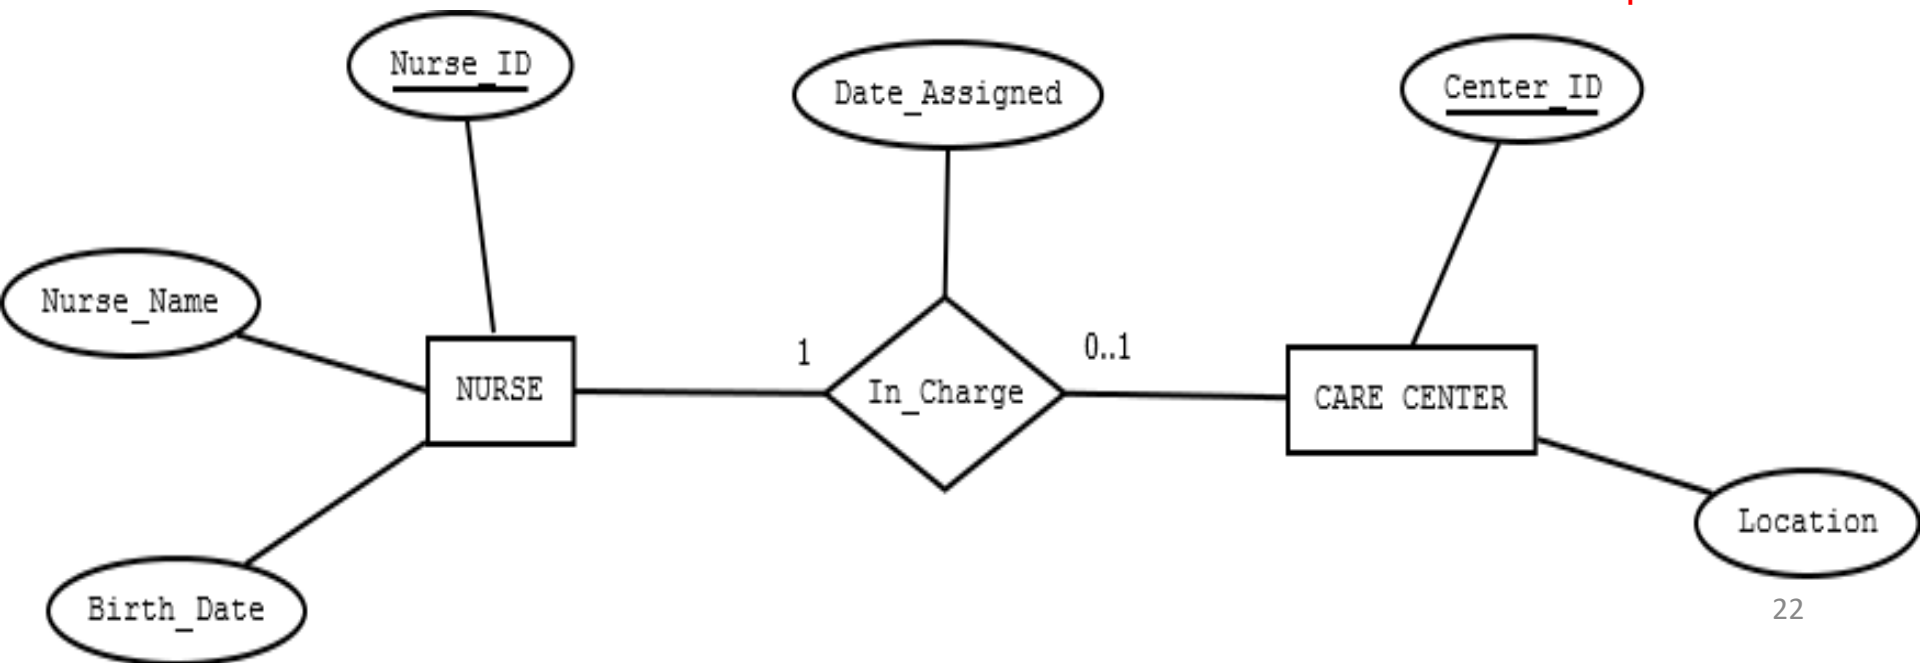 Nurse_ID
Date_Assigned
Center_ID
Nurse_Name
1
0..1
NURSE
In_Charge
CARE CENTER
Location
Birth_Date
22